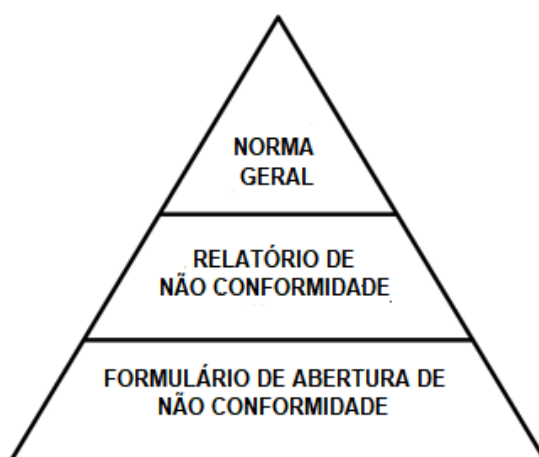 NORMA
GERAL
RELATÓRIO DE
NÃO CONFORMIDADE
FORMULÁRIO DE ABERTURA DE
NÃO CONFORMIDADE